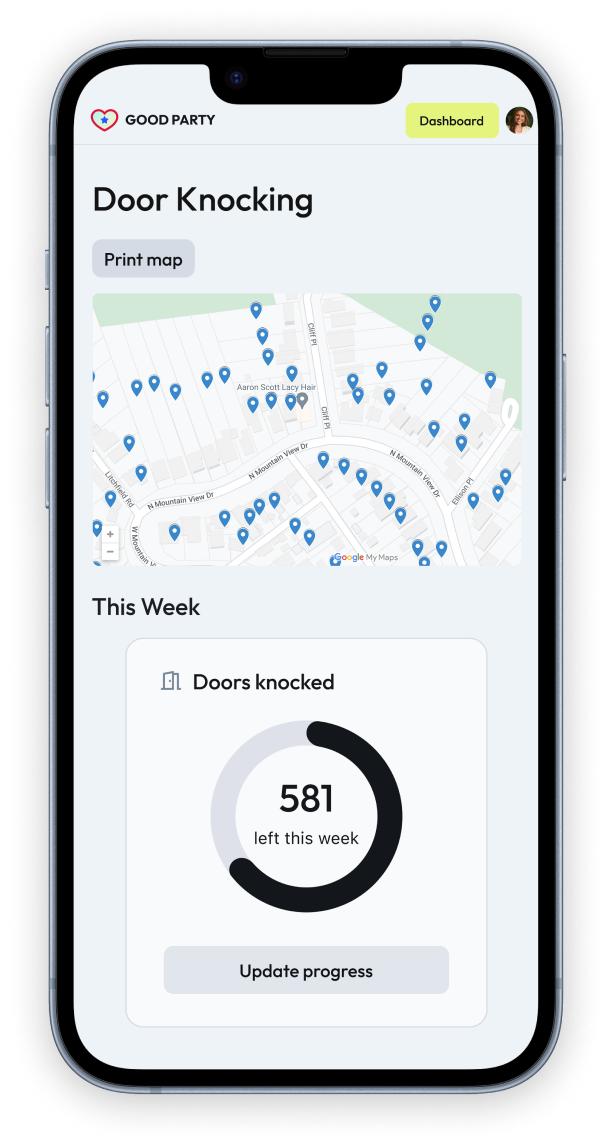 GOOD PARTY
Dashboard
Door Knocking
Print map
Cliff Pl
Aaron Scott Lacy Hair
Cliff Pl
N Mountain View Dr
N Mountain View Dr
Litchfield Rd
N Mountain View Dr
Ellison Pl
W Mountain Vi
+
−
Google My Maps
This Week
Doors knocked
581
left this week
Update progress